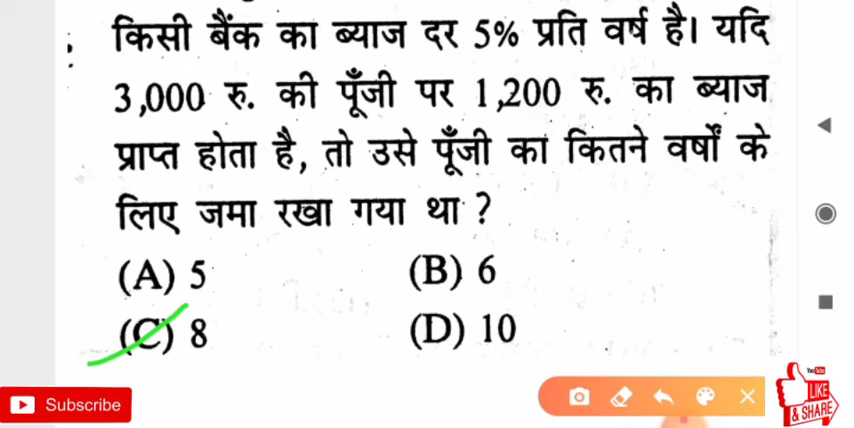 किसी बैंक का ब्याज दर 5% प्रति वर्ष है। यदि
3,000 रु. की पूँजी पर 1,200 रु. का ब्याज
प्राप्त होता है, तो उसे पूँजी का कितने वर्षों के
लिए जमा रखा गया था ?
(A) 5 (B) 6
(C) 8 (D) 10
Subscribe
YouTube
LIKE
& SHARE